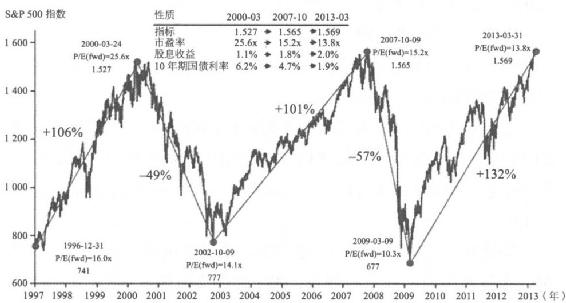 S&P 500 指数
性质 2000-03 2007-10 2013-03
指标 1.527 1.565 1.569
市盈率 25.6x 15.2x 13.8x
股息收益 1.1% 1.8% 2.0%
10 年期国债利率 6.2% 4.7% 1.9%
2000-03-24
P/E(fwd)=25.6x
1.527
2007-10-09
P/E(fwd)=15.2x
1.565
2013-03-31
P/E(fwd)=13.8x
1.569
1 600
1 400
1 200
1 000
800
600
+106%
-49%
+101%
-57%
+132%
1996-12-31
P/E(fwd)=16.0x
741
2002-10-09
P/E(fwd)=14.1x
777
2009-03-09
P/E(fwd)=10.3x
677
1997 1998 1999 2000 2001 2002 2003 2004 2005 2006 2007 2008 2009 2010 2011 2012 2013 (年)